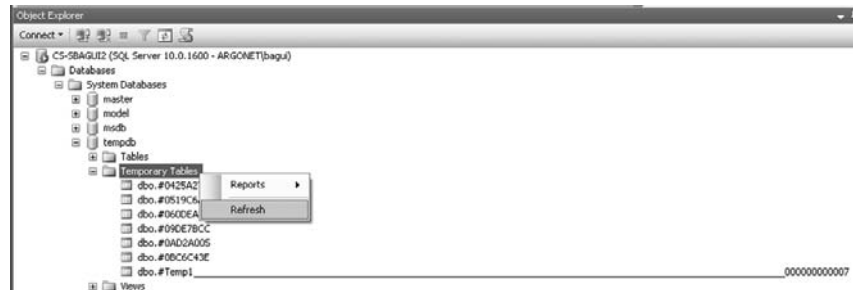 Object Explorer
Connect
CS-SBAGUI2 (SQL Server 10.0.1600 - ARGONET\bagui)
Databases
System Databases
master
model
msdb
tempdb
Tables
Temporary Tables
Reports
dbo.#0425A2
dbo.#0519C6
Refresh
dbo.#060DEA
dbo.#09DE7BCC
dbo.#0AD2A005
dbo.#0BC6C43E
dbo.#Temp1_000000000007
Views